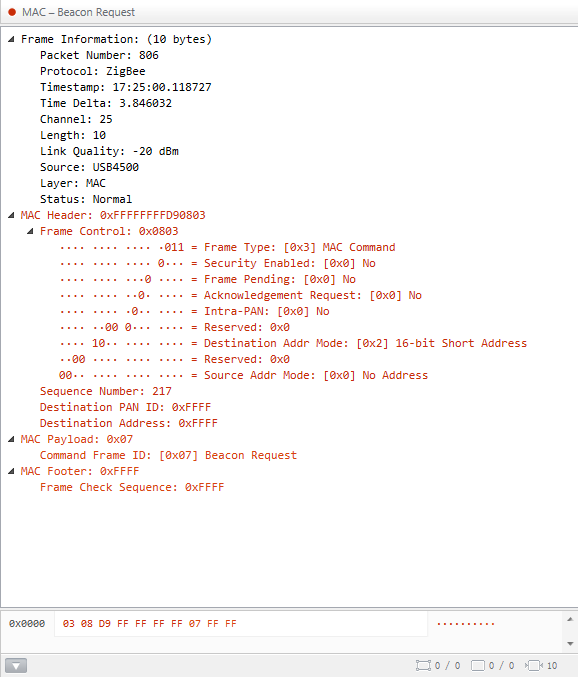 MAC – Beacon Request
Frame Information: (10 bytes)
Packet Number: 806
Protocol: ZigBee
Timestamp: 17:25:00.118727
Time Delta: 3.846032
Channel: 25
Length: 10
Link Quality: -20 dBm
Source: USB4500
Layer: MAC
Status: Normal
MAC Header: 0xFFFFFFFFD90803
Frame Control: 0x0803
···· ···· ···· ·011 = Frame Type: [0x3] MAC Command
···· ···· ···· 0··· = Security Enabled: [0x0] No
···· ···· ···0 ···· = Frame Pending: [0x0] No
···· ···· ··0· ···· = Acknowledgement Request: [0x0] No
···· ···· ·0·· ···· = Intra-PAN: [0x0] No
···· ··00 0··· ···· = Reserved: 0x0
···· 10·· ···· ···· = Destination Addr Mode: [0x2] 16-bit Short Address
··00 ···· ···· ···· = Reserved: 0x0
00·· ···· ···· ···· = Source Addr Mode: [0x0] No Address
Sequence Number: 217
Destination PAN ID: 0xFFFF
Destination Address: 0xFFFF
MAC Payload: 0x07
Command Frame ID: [0x07] Beacon Request
MAC Footer: 0xFFFF
Frame Check Sequence: 0xFFFF
0x0000 03 08 D9 FF FF FF FF 07 FF FF ··········
0 / 0 0 / 0 10